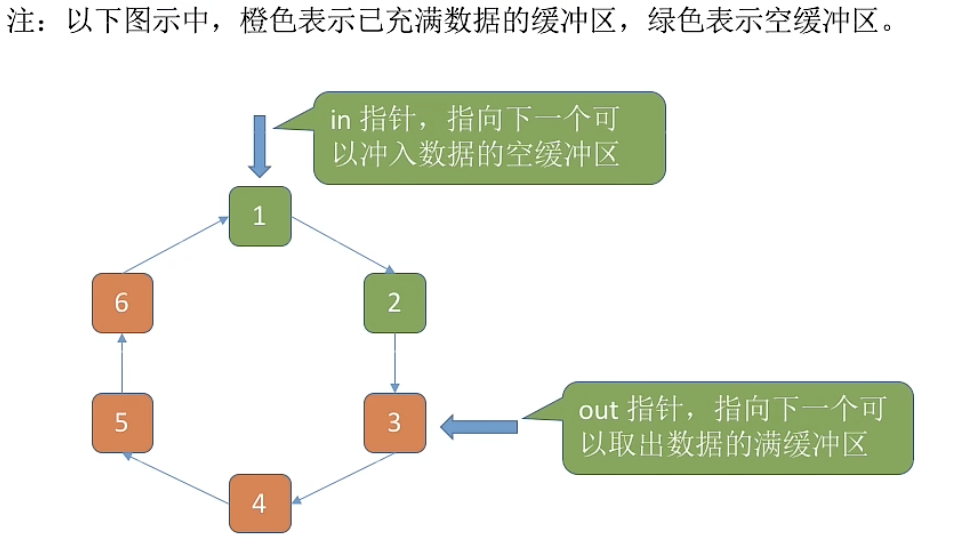 注：以下图示中，橙色表示已充满数据的缓冲区，绿色表示空缓冲区。
in 指针，指向下一个可
以冲入数据的空缓冲区
1
6
2
5
3
out 指针，指向下一个可
以取出数据的满缓冲区
4